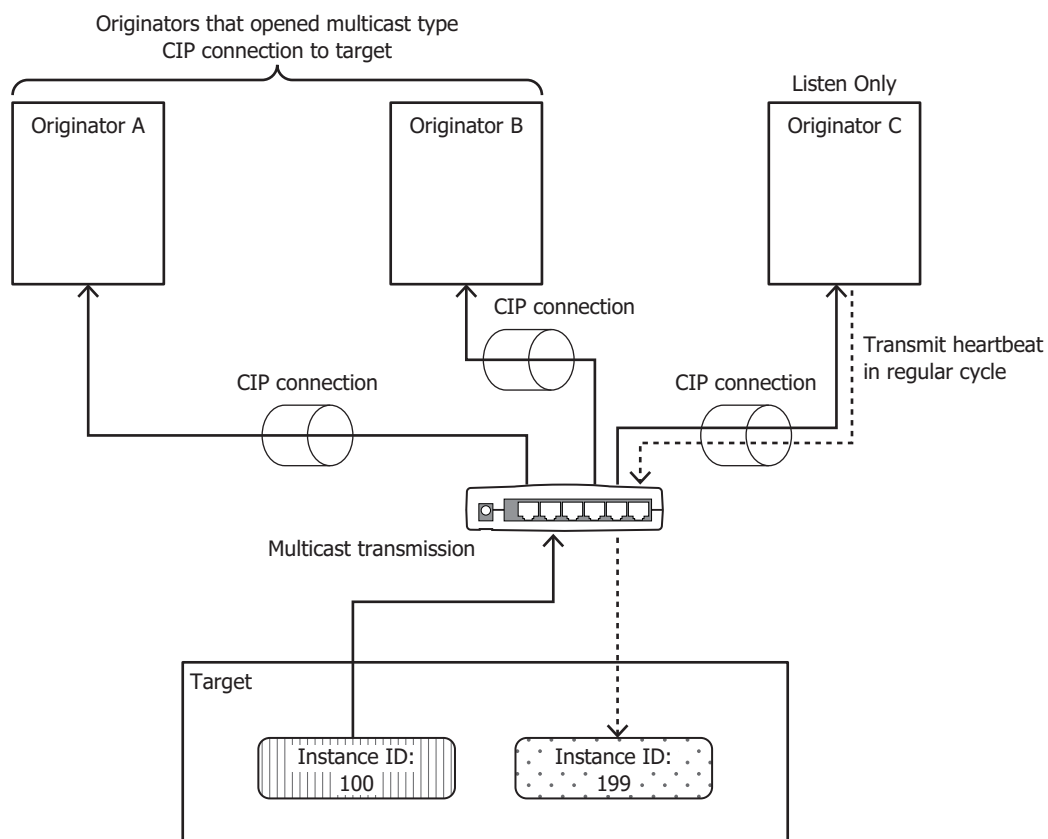 Originators that opened multicast type
CIP connection to target
Listen Only
Originator A
Originator B
Originator C
CIP connection
Transmit heartbeat
in regular cycle
CIP connection
CIP connection
Multicast transmission
Target
Instance ID:
100
Instance ID:
199